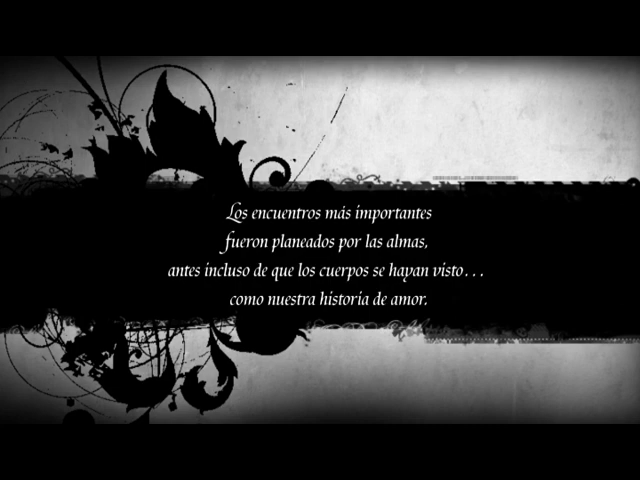 Los encuentros más importantes
fueron planeados por las almas,
antes incluso de que los cuerpos se hayan visto...
como nuestra historia de amor.